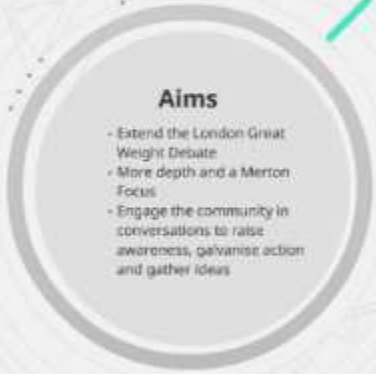 Aims
- Extend the London Great
Weight Debate
- More depth and a Merton
Focus
- Engage the community in
conversations to raise
awareness, galvanise action
and gather ideas